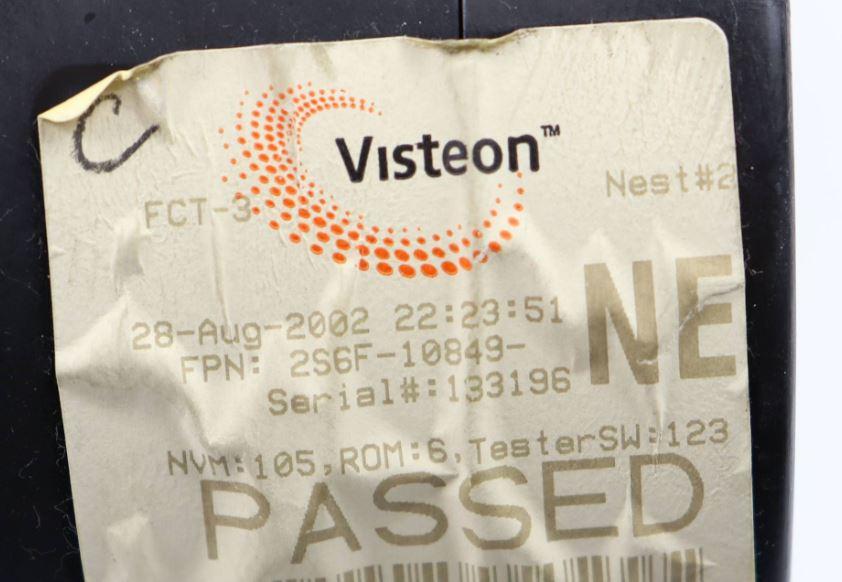 C
Visteon™
Nest#2
FCT-3
NE
28-Aug-2002 22:23:51
FPN: 2S6F-10849-
Serial#:133196
NVM:105,ROM:6,TesterSW:123
PASSED